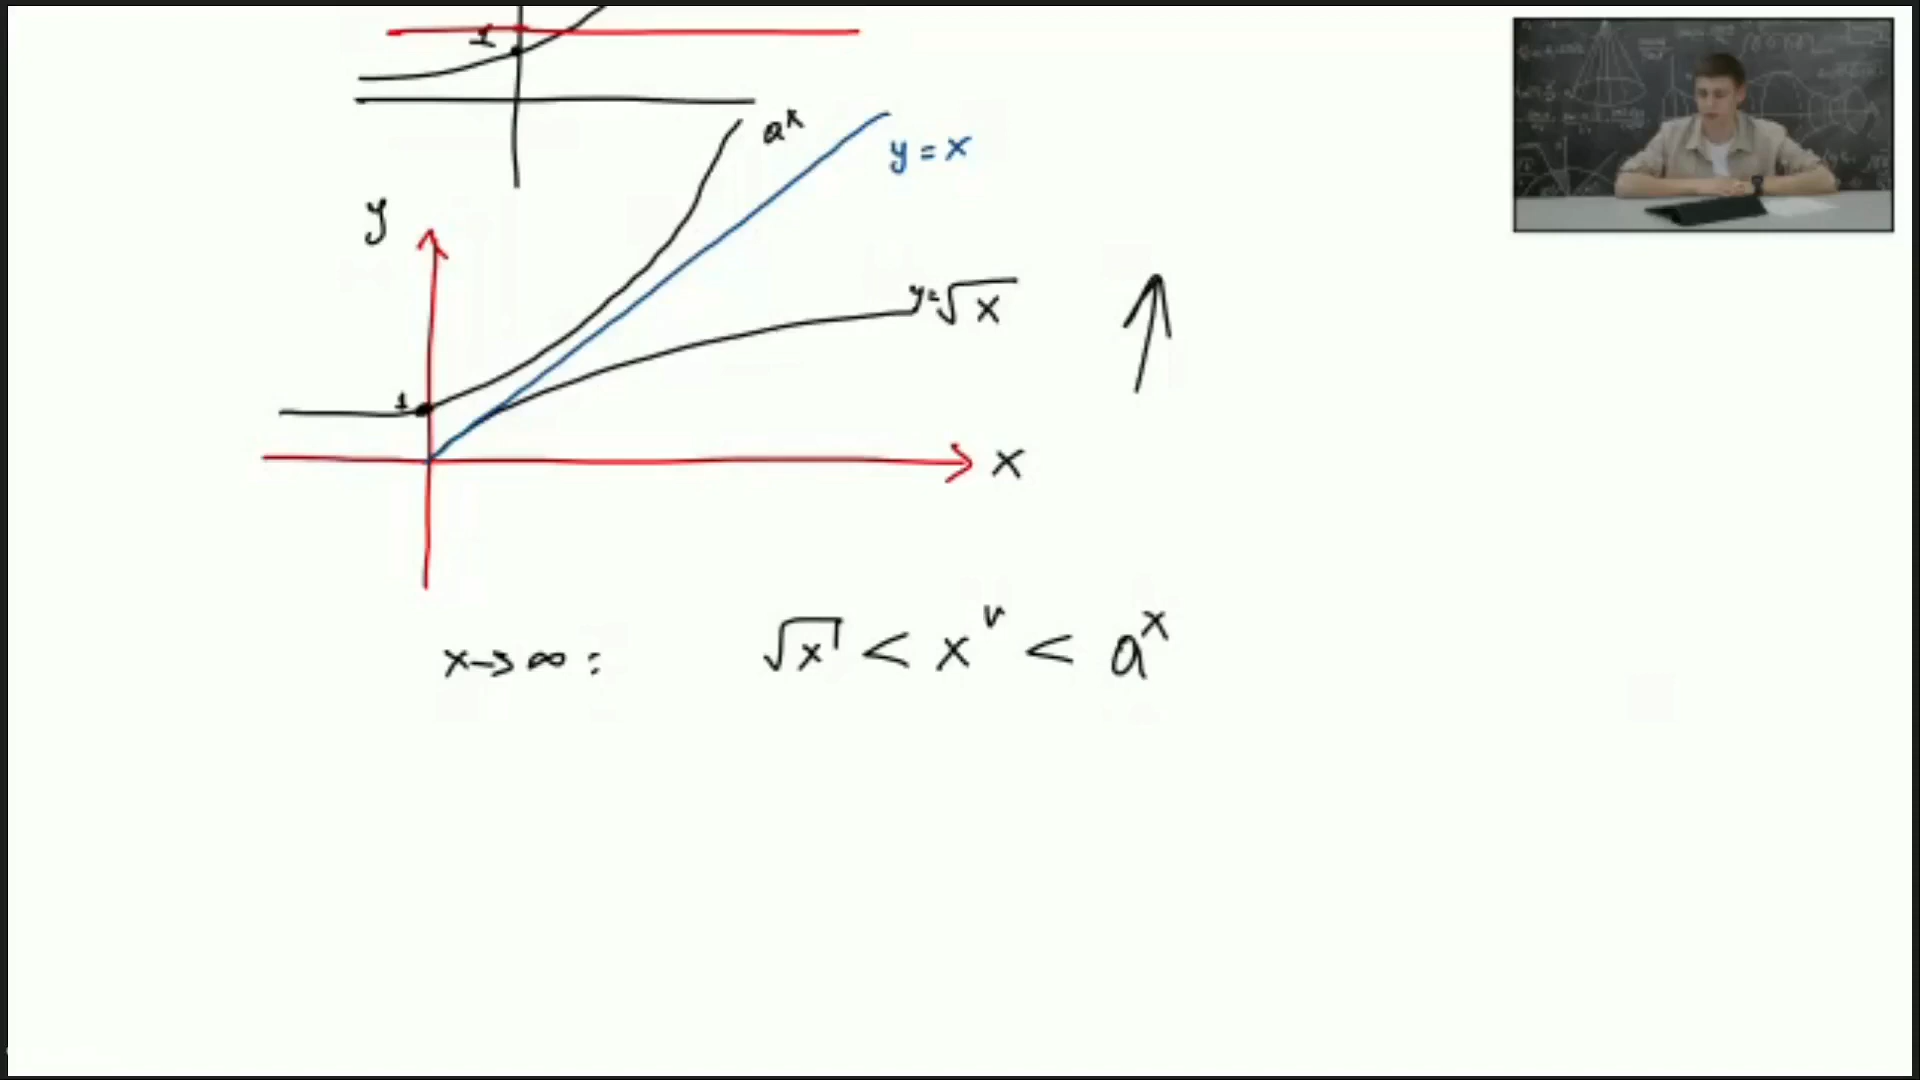 1
a^x
y = x
y
y = √x
1
x
x→∞ : √x < x^n < a^x